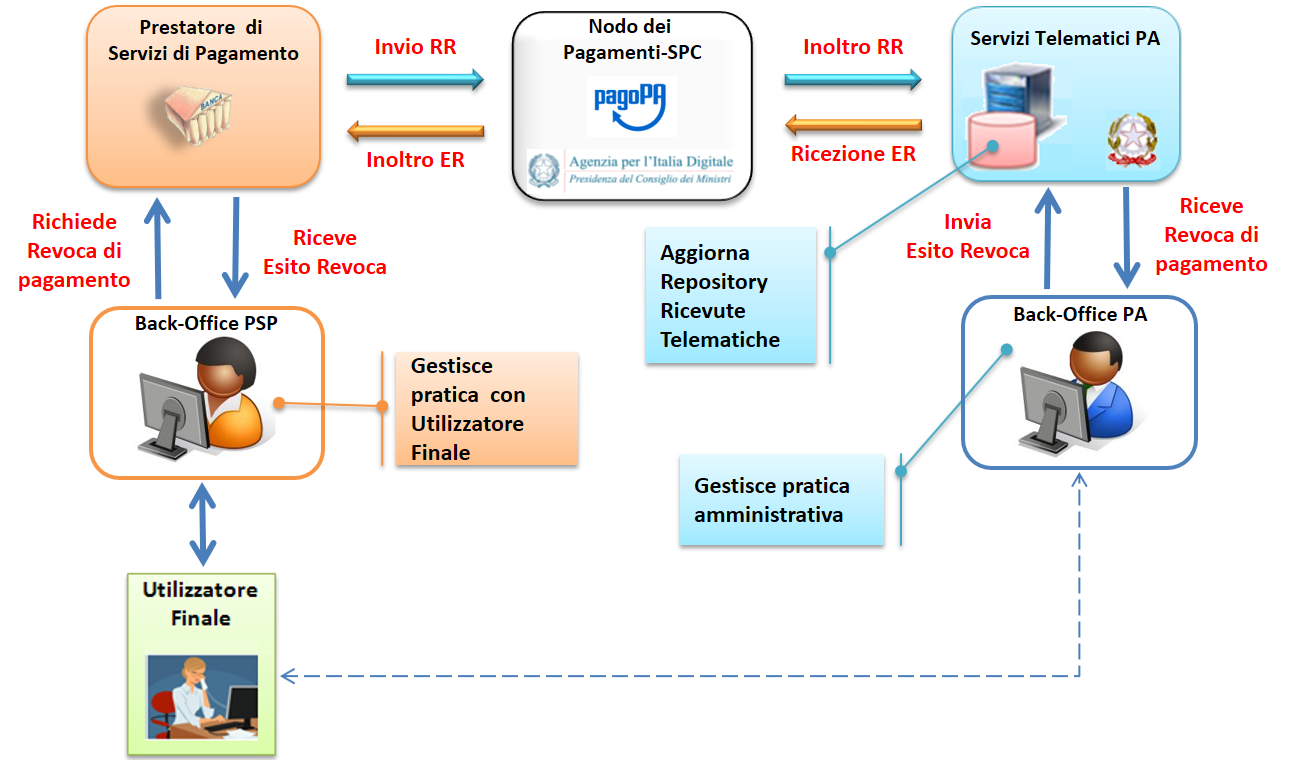 Prestatore di
Servizi di Pagamento
BANCA
Invio RR
Inoltro ER
Nodo dei
Pagamenti-SPC
pagoPA
Agenzia per l'Italia Digitale
Presidenza del Consiglio dei Ministri
Inoltro RR
Ricezione ER
Servizi Telematici PA
Richiede
Revoca di
pagamento
Riceve
Esito Revoca
Aggiorna
Repository
Ricevute
Telematiche
Invia
Esito Revoca
Riceve
Revoca di
pagamento
Back-Office PSP
Gestisce
pratica con
Utilizzatore
Finale
Back-Office PA
Gestisce pratica
amministrativa
Utilizzatore
Finale